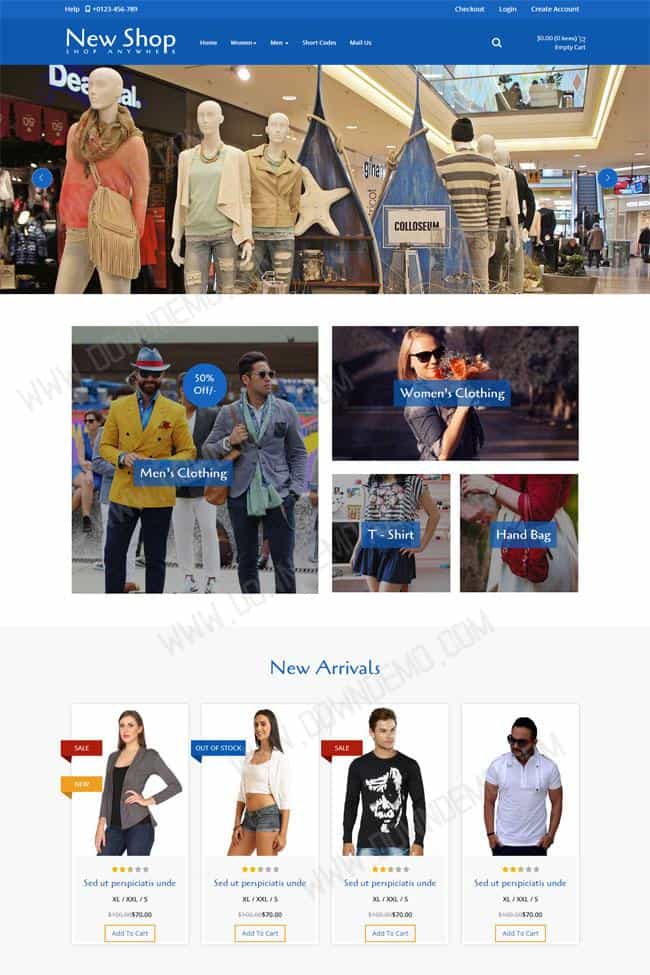 Help +0123-456-789
Checkout Login Create Account
New Shop
SHOP ANYWHERE
Home Women Men Short Codes Mail Us
$0.00 (0 items)
Empty Cart
COLLOSEUM
50%
Off/-
Men's Clothing
Women's Clothing
T - Shirt
Hand Bag
WWW.DOWNDEMO.COM
WWW.DOWNDEMO.COM
New Arrivals
SALE
NEW
OUT OF STOCK
SALE
Sed ut perspiciatis unde
XL / XXL / S
$100.00 $70.00
Add To Cart
Sed ut perspiciatis unde
XL / XXL / S
$100.00 $70.00
Add To Cart
Sed ut perspiciatis unde
XL / XXL / S
$100.00 $70.00
Add To Cart
Sed ut perspiciatis unde
XL / XXL / S
$100.00 $70.00
Add To Cart